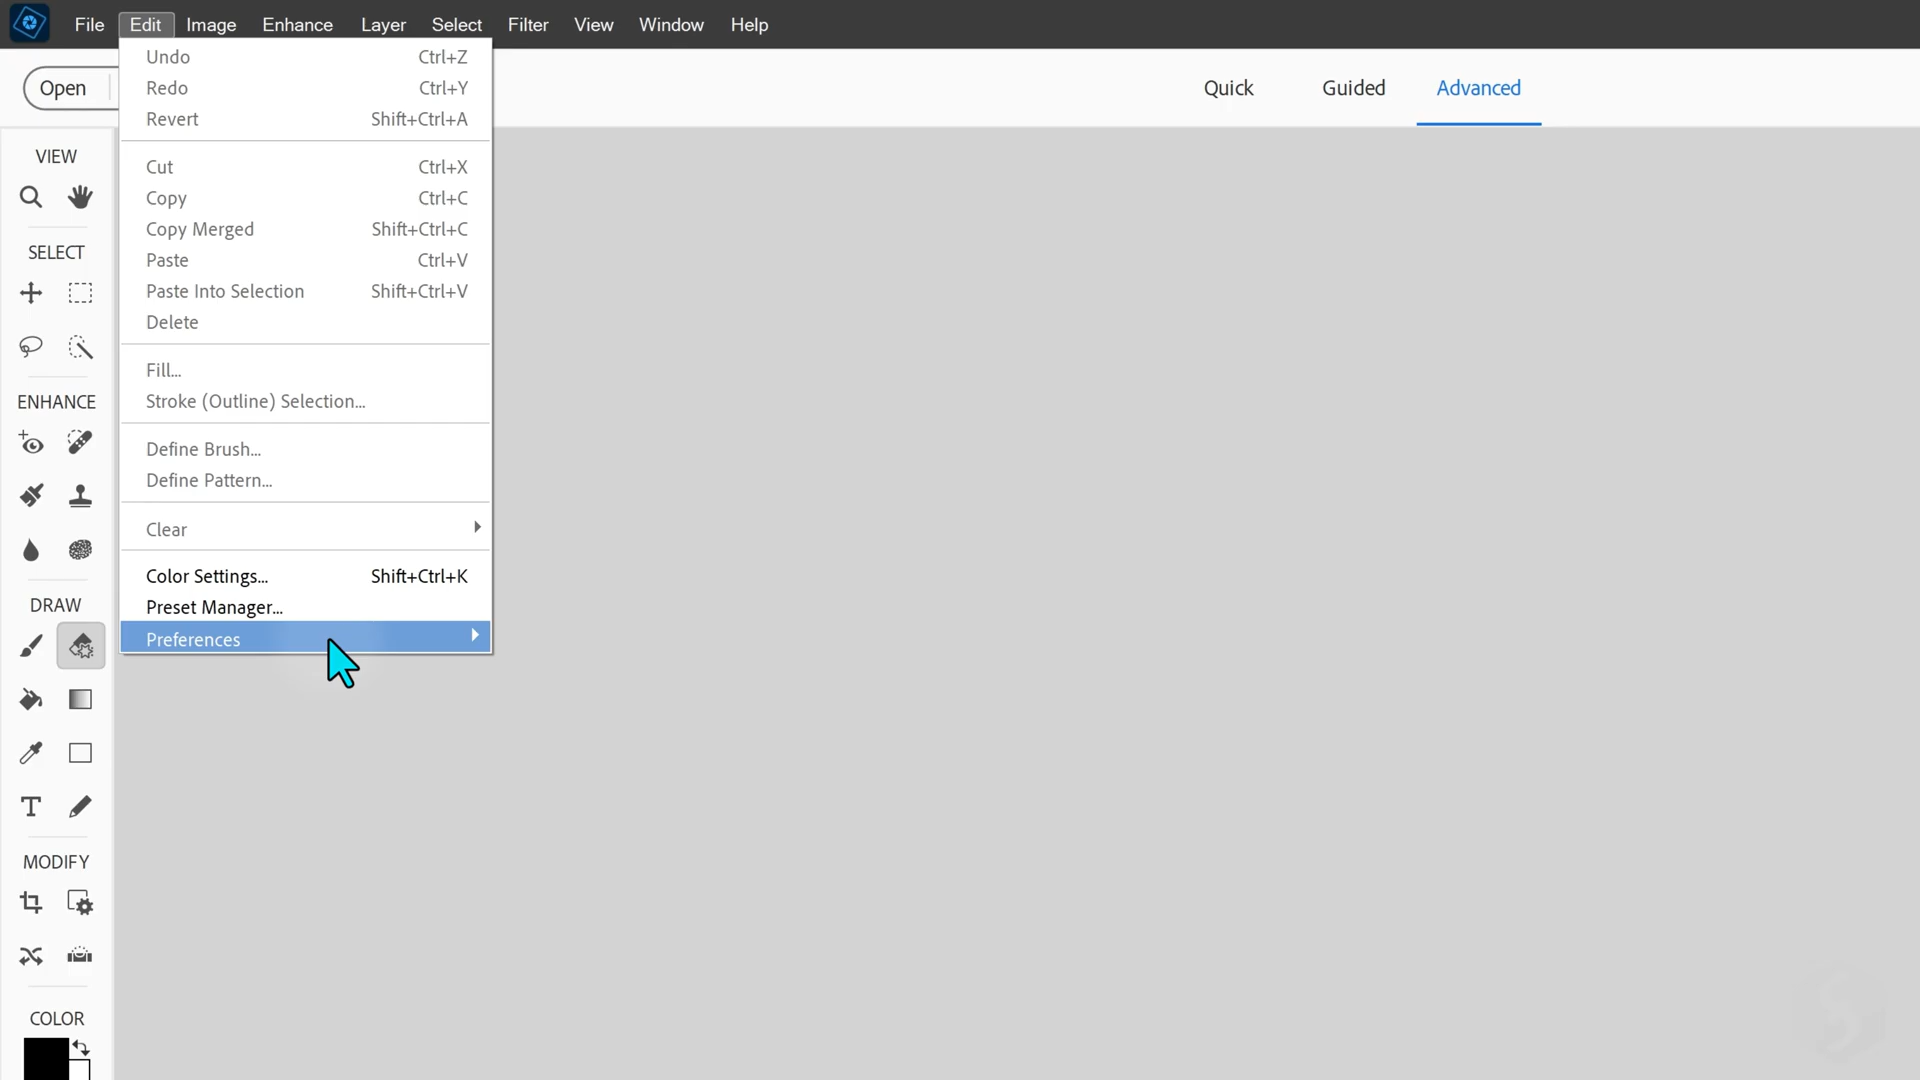 File Edit Image Enhance Layer Select Filter View Window Help
Open
Quick Guided Advanced
Undo Ctrl+Z
Redo Ctrl+Y
Revert Shift+Ctrl+A
Cut Ctrl+X
Copy Ctrl+C
Copy Merged Shift+Ctrl+C
Paste Ctrl+V
Paste Into Selection Shift+Ctrl+V
Delete
Fill...
Stroke (Outline) Selection...
Define Brush...
Define Pattern...
Clear
Color Settings... Shift+Ctrl+K
Preset Manager...
Preferences
VIEW
SELECT
ENHANCE
DRAW
MODIFY
COLOR